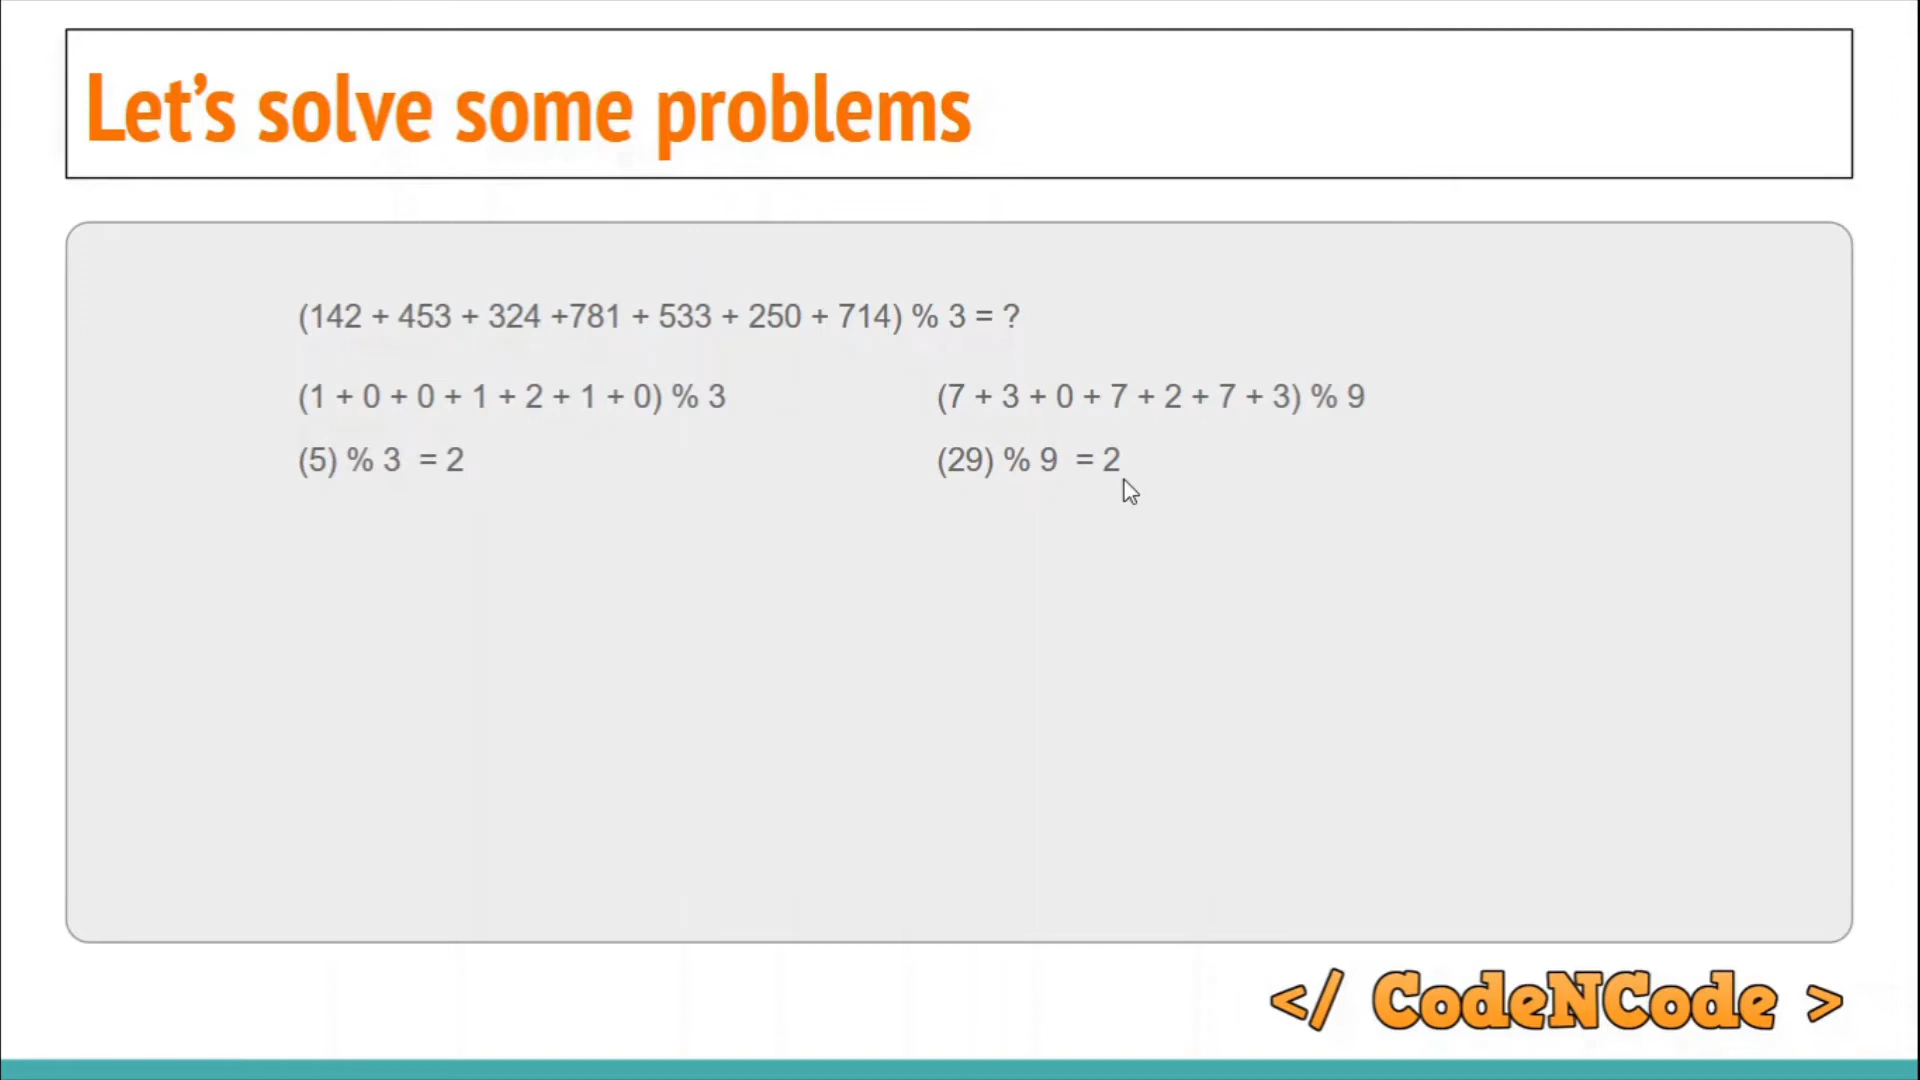 Let’s solve some problems
(142 + 453 + 324 +781 + 533 + 250 + 714) % 3 = ?
(1 + 0 + 0 + 1 + 2 + 1 + 0) % 3
(7 + 3 + 0 + 7 + 2 + 7 + 3) % 9
(5) % 3 = 2
(29) % 9 = 2
</ CodeNCode >